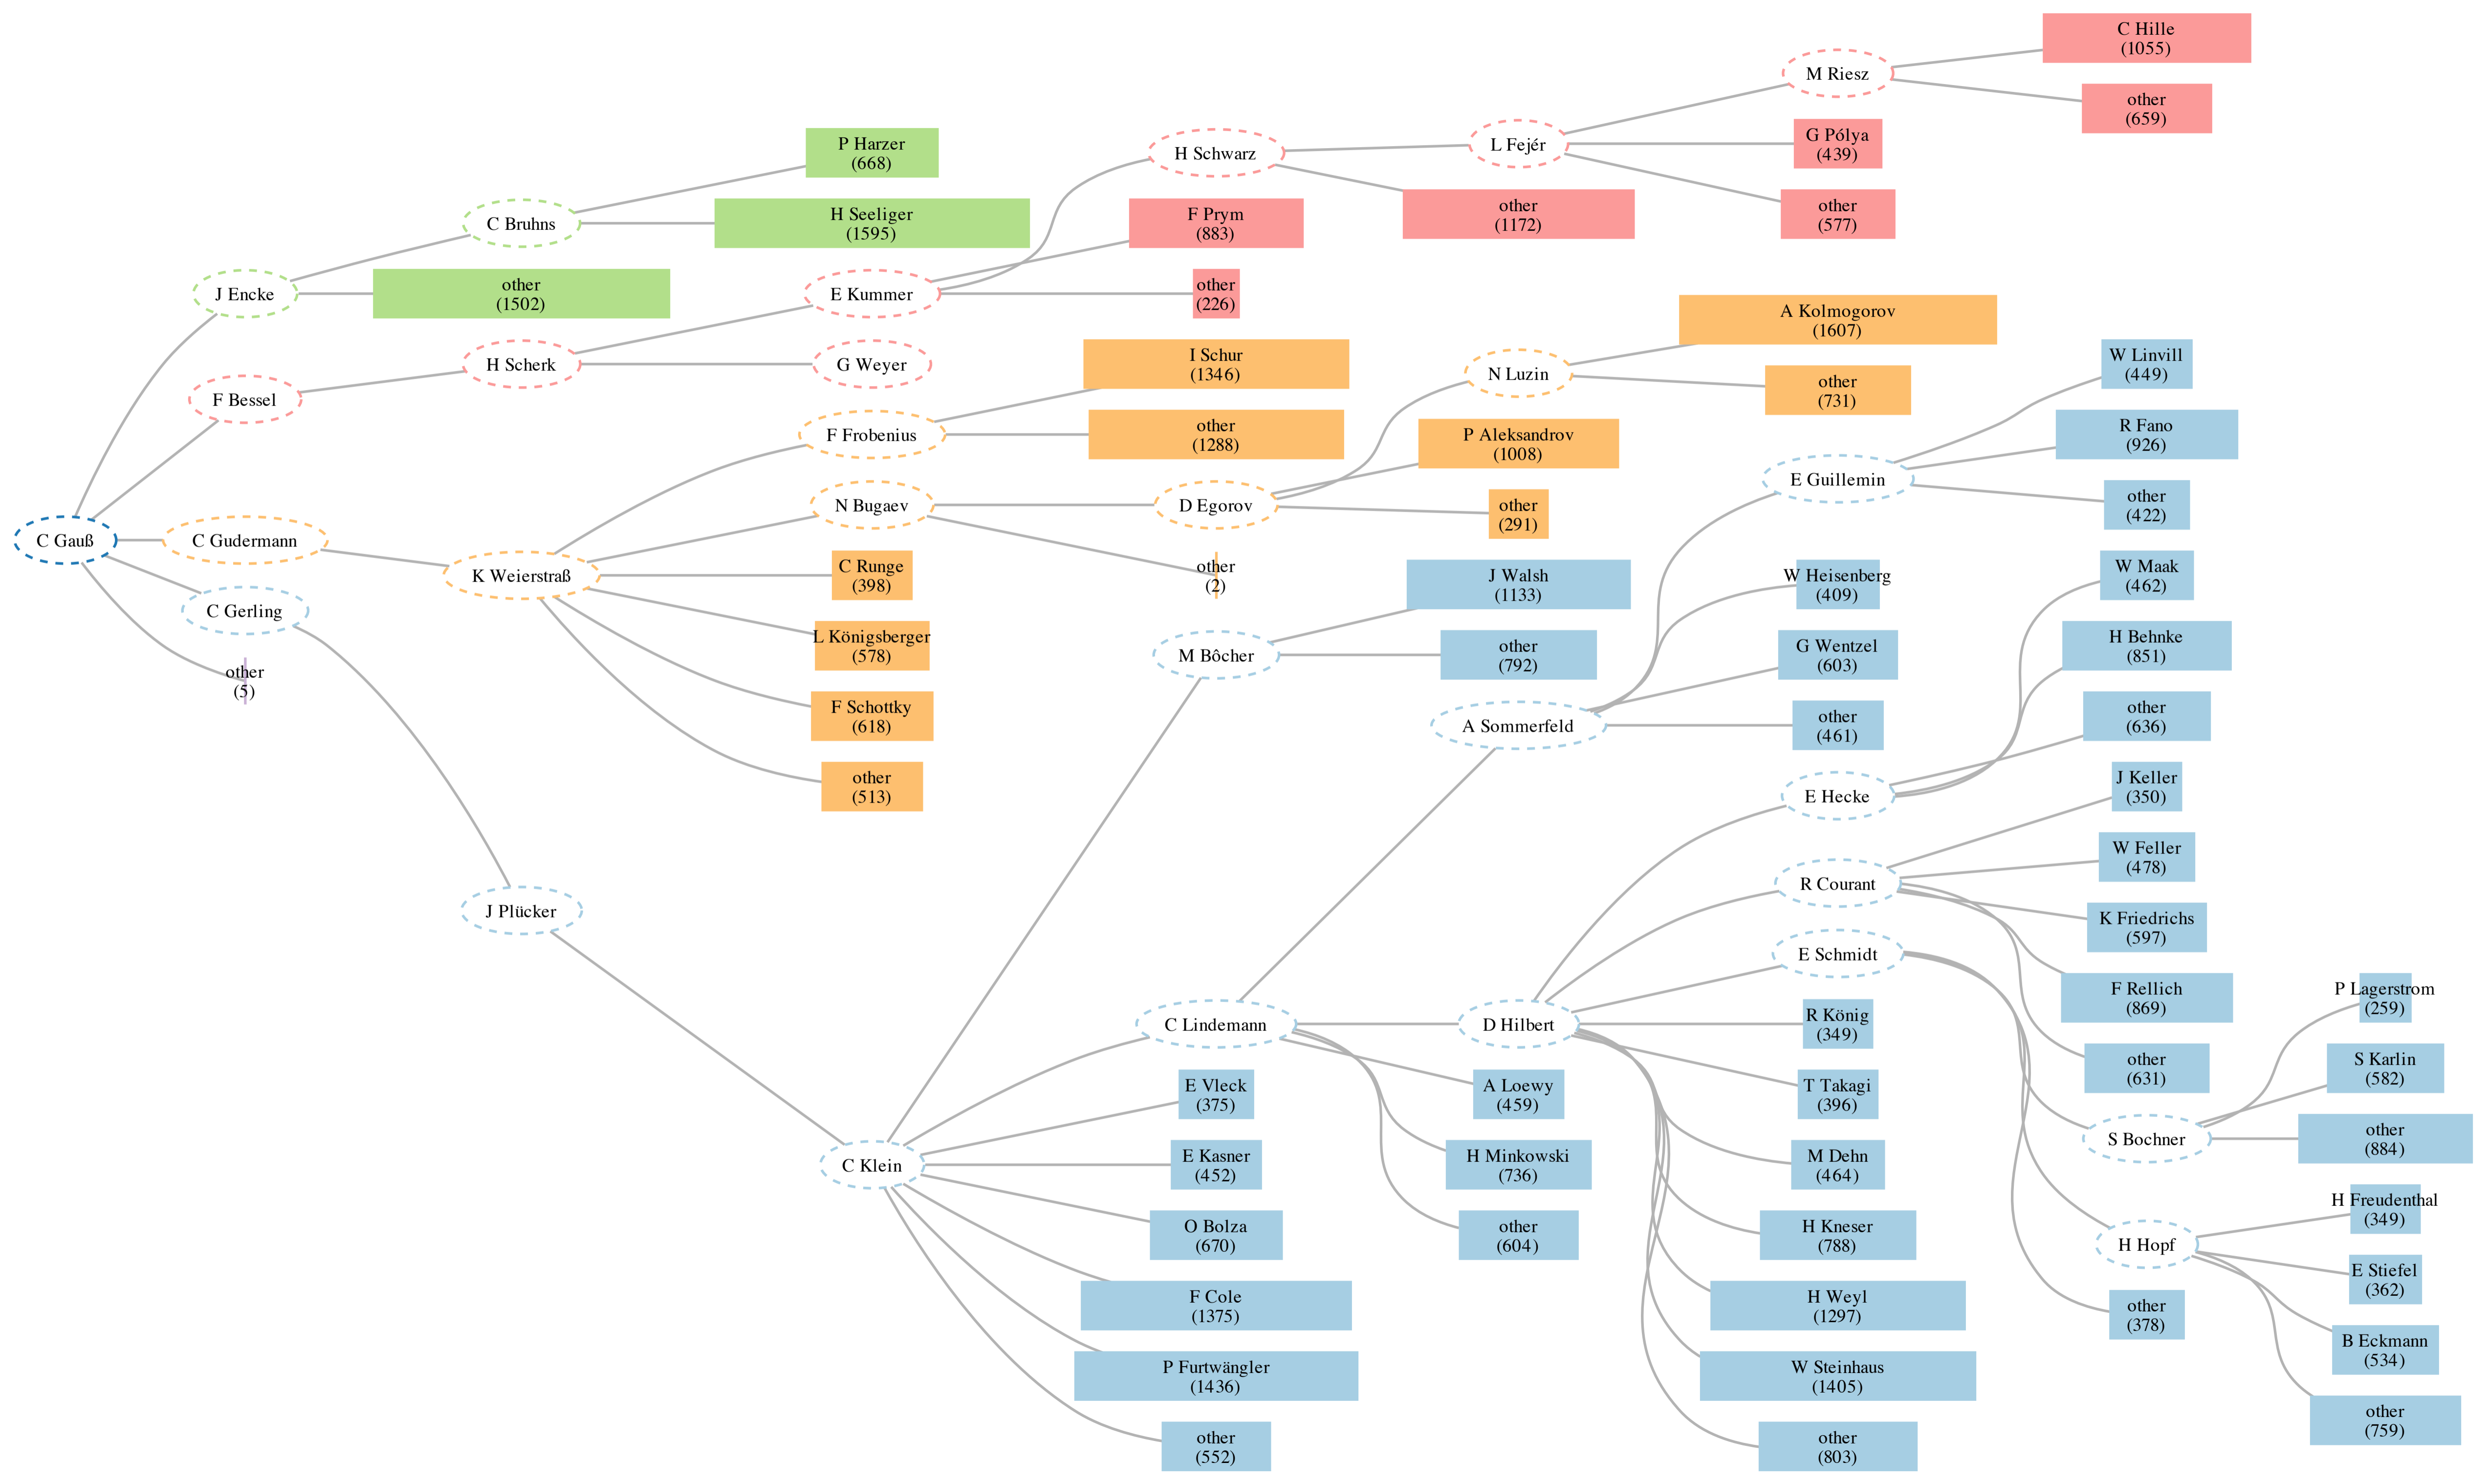 C Gauß
J Encke
F Bessel
C Gudermann
C Gerling
other
(5)
C Bruhns
other
(1502)
H Scherk
K Weierstraß
J Plücker
P Harzer
(668)
H Seeliger
(1595)
E Kummer
G Weyer
F Frobenius
N Bugaev
C Runge
(398)
L Königsberger
(578)
F Schottky
(618)
other
(513)
C Klein
H Schwarz
F Prym
(883)
other
(226)
I Schur
(1346)
other
(1288)
D Egorov
other
(2)
M Bôcher
C Lindemann
E Vleck
(375)
E Kasner
(452)
O Bolza
(670)
F Cole
(1375)
P Furtwängler
(1436)
other
(552)
L Fejér
other
(1172)
N Luzin
P Aleksandrov
(1008)
other
(291)
J Walsh
(1133)
other
(792)
A Sommerfeld
D Hilbert
A Loewy
(459)
H Minkowski
(736)
other
(604)
M Riesz
G Pólya
(439)
other
(577)
A Kolmogorov
(1607)
other
(731)
E Guillemin
W Heisenberg
(409)
G Wentzel
(603)
other
(461)
E Hecke
R Courant
E Schmidt
R König
(349)
T Takagi
(396)
M Dehn
(464)
H Kneser
(788)
H Weyl
(1297)
W Steinhaus
(1405)
other
(803)
C Hille
(1055)
other
(659)
W Linvill
(449)
R Fano
(926)
other
(422)
W Maak
(462)
H Behnke
(851)
other
(636)
J Keller
(350)
W Feller
(478)
K Friedrichs
(597)
F Rellich
(869)
other
(631)
S Bochner
H Hopf
other
(378)
P Lagerstrom
(259)
S Karlin
(582)
other
(884)
H Freudenthal
(349)
E Stiefel
(362)
B Eckmann
(534)
other
(759)